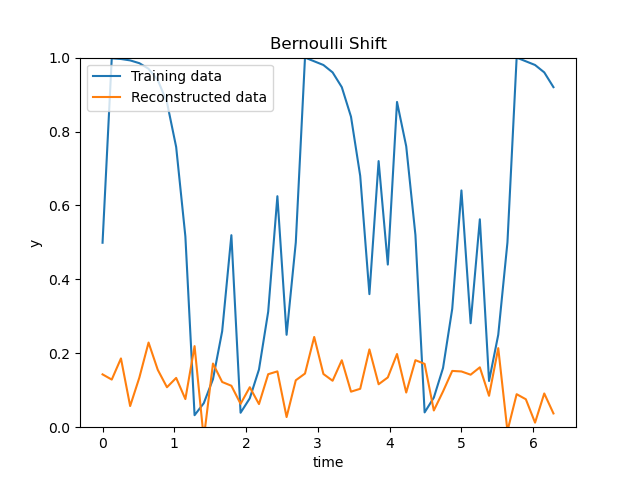 Bernoulli Shift
Training data
Reconstructed data
1.0
0.8
0.6
0.4
0.2
0.0
y
0 1 2 3 4 5 6
time